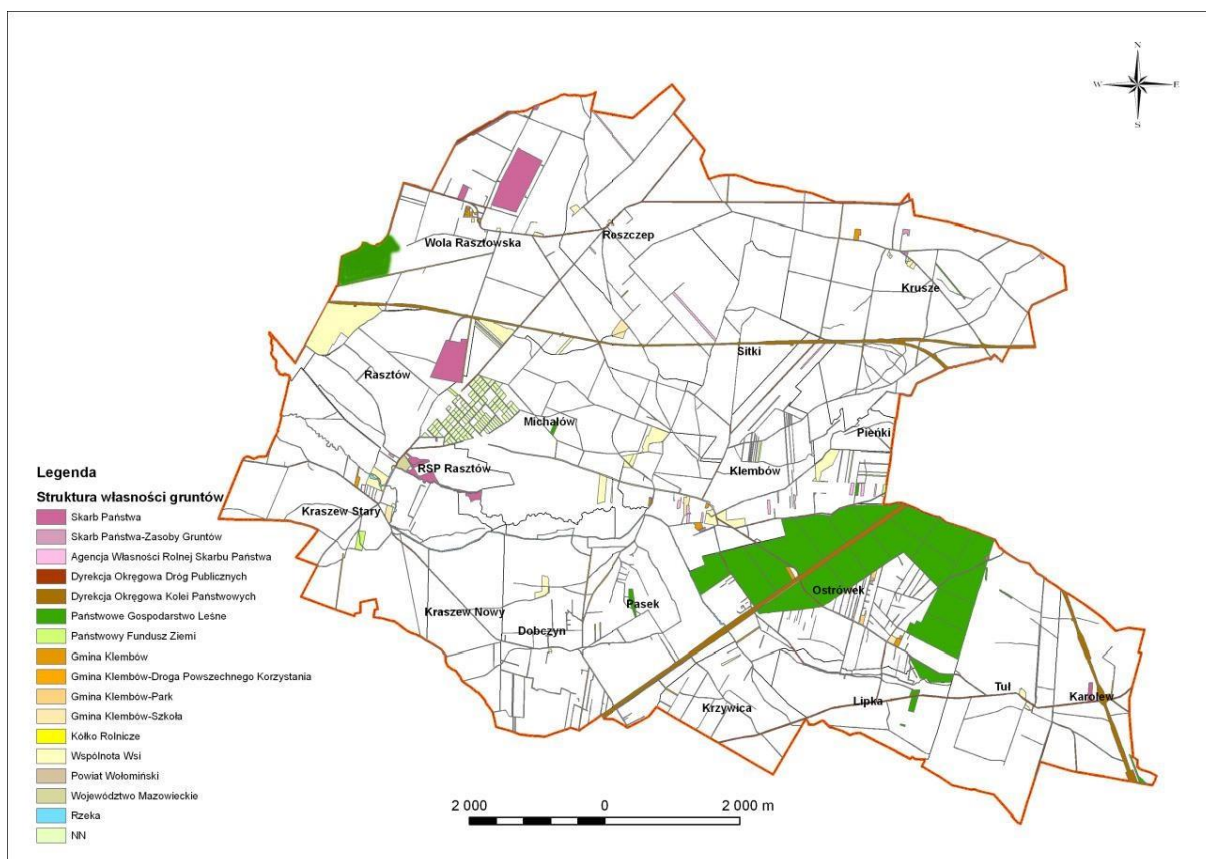 N
W E
S
Wola Rasztowska
Roszczep
Krusze
Sitki
Rasztów
Michałów
Pieńki
Klembów
RSP Rasztów
Kraszew Stary
Ostrówek
Pasek
Kraszew Nowy
Dobczyn
Tul
Karolew
Lipka
Krzywica
Legenda
Struktura własności gruntów
Skarb Państwa
Skarb Państwa-Zasoby Gruntów
Agencja Własności Rolnej Skarbu Państwa
Dyrekcja Okręgowa Dróg Publicznych
Dyrekcja Okręgowa Kolei Państwowych
Państwowe Gospodarstwo Leśne
Państwowy Fundusz Ziemi
Gmina Klembów
Gmina Klembów-Droga Powszechnego Korzystania
Gmina Klembów-Park
Gmina Klembów-Szkoła
Kółko Rolnicze
Wspólnota Wsi
Powiat Wołomiński
Województwo Mazowieckie
Rzeka
NN
2 000 0 2 000 m